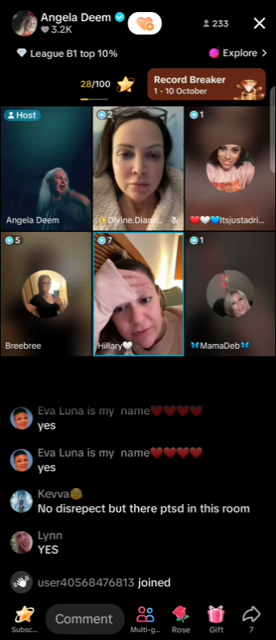 Angela Deem
3.2K
233
League B1 top 10%
Explore >
28/100
Record Breaker
1 - 10 October
Host
Angela Deem
2
Divine.Dian...
1
❤️🤍💙Itsjustadri...
5
Breebree
7
Hillary🤍
1
🦋MamaDeb🦋
Eva Luna is my name❤️❤️❤️❤️
yes
Eva Luna is my name❤️❤️❤️❤️
yes
Kevva
No disrepect but there ptsd in this room
Lynn
YES
user40568476813 joined
Subsc...
Comment
Multi-g...
Rose
Gift
7